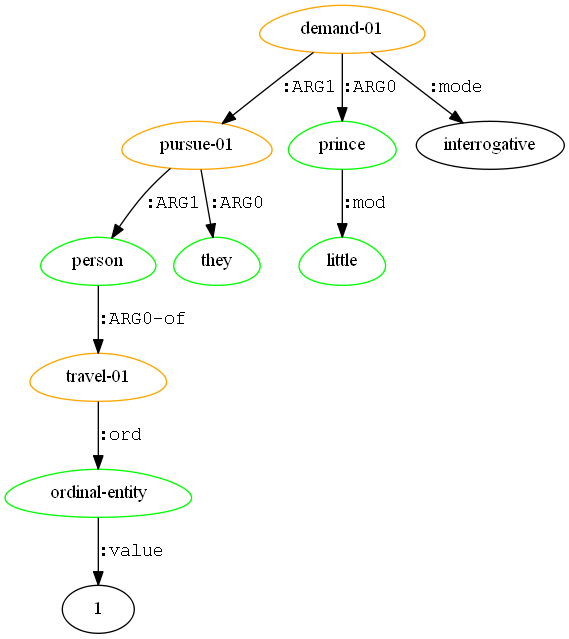 demand-01
:ARG1 :ARG0 :mode
pursue-01 prince interrogative
:ARG1 :ARG0 :mod
person they little
:ARG0-of
travel-01
:ord
ordinal-entity
:value
1